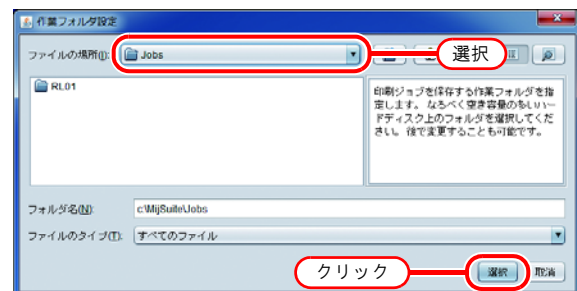 作業フォルダ設定
ファイルの場所(I):
Jobs
選択
RL01
印刷ジョブを保存する作業フォルダを指
定します。なるべく空き容量の多いハー
ドディスク上のフォルダを選択してくだ
さい。後で変更することも可能です。
フォルダ名(N):
c:\MijSuite\Jobs
ファイルのタイプ(T):
すべてのファイル
クリック
選択
取消